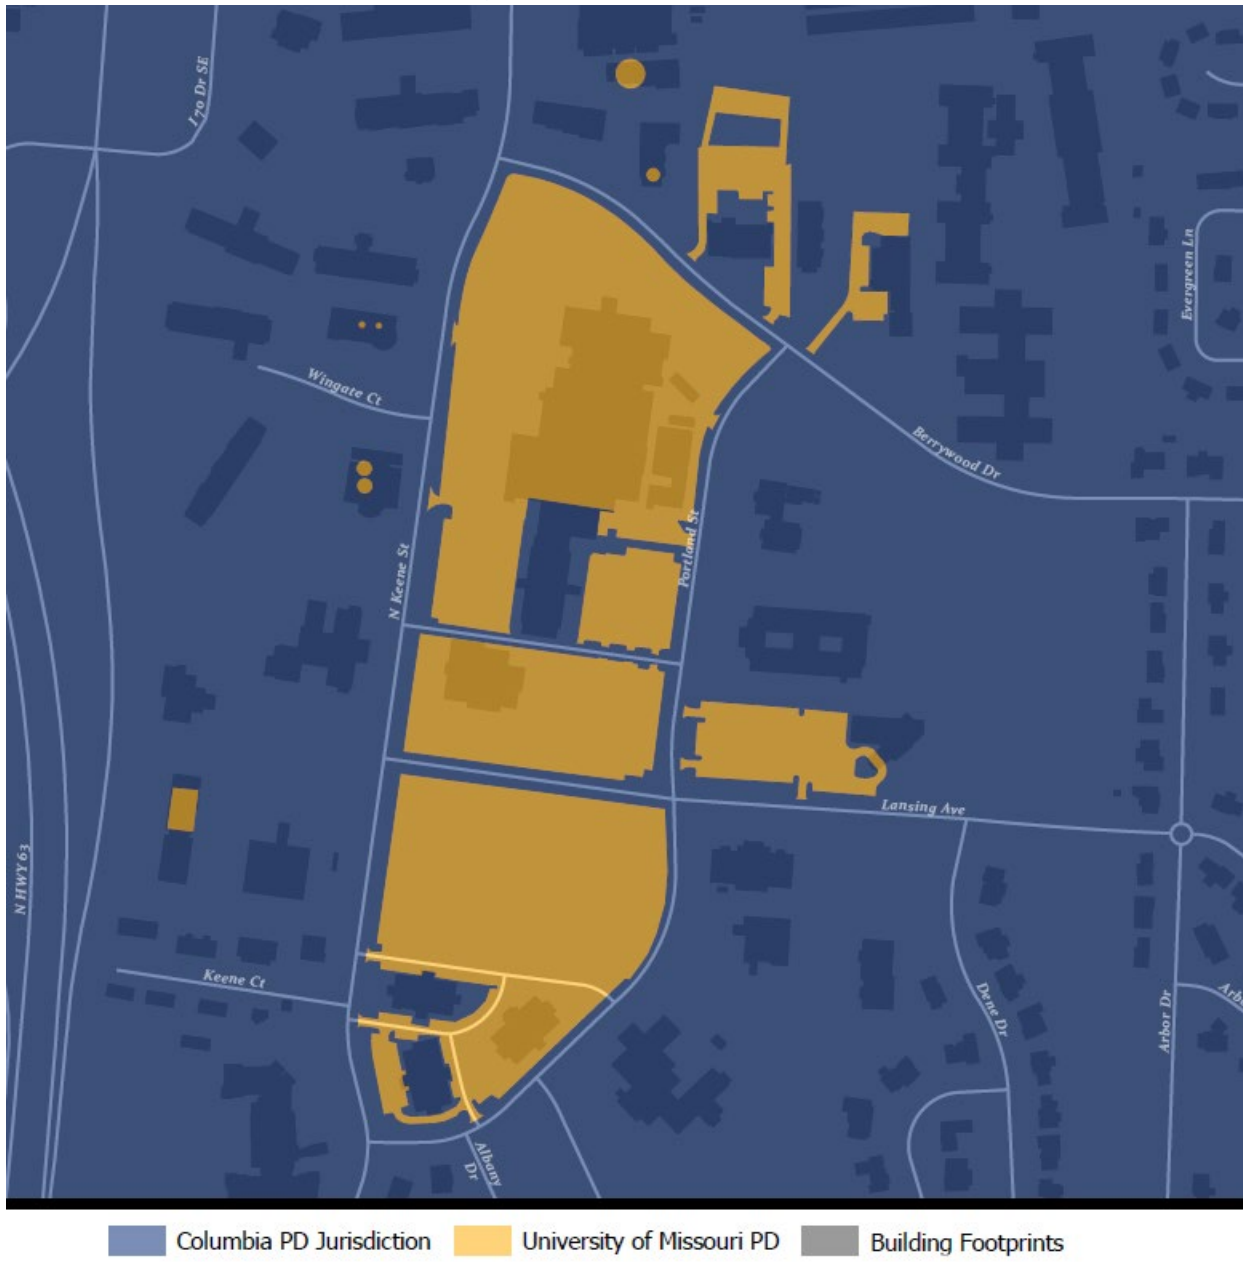 I 70 Dr SE
Evergreen Ln
Wingate Ct
Berrywood Dr
N Keene St
Portland St
Lansing Ave
N HWY 63
Keene Ct
Dene Dr
Arbor Dr
Arbo
Albany
Dr
Columbia PD Jurisdiction
University of Missouri PD
Building Footprints